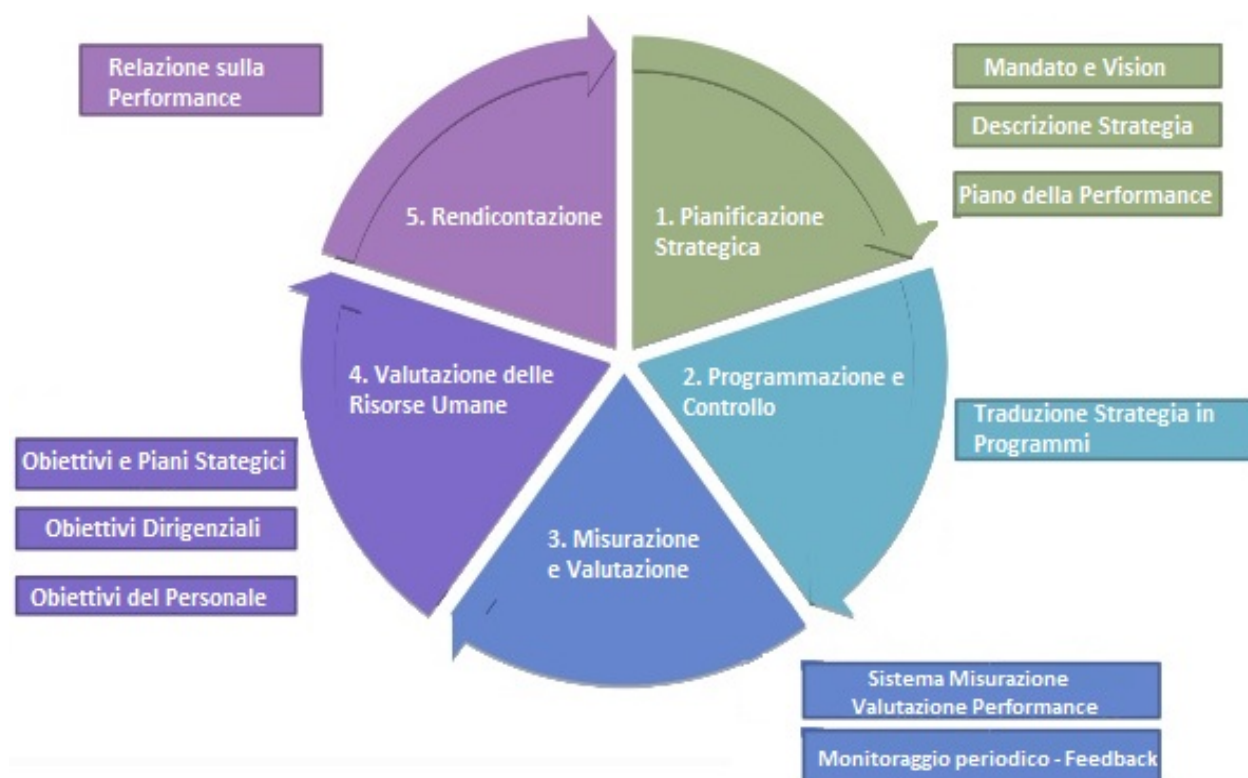 Relazione sulla
Performance
Mandato e Vision
Descrizione Strategia
Piano della Performance
5. Rendicontazione
1. Pianificazione
Strategica
4. Valutazione delle
Risorse Umane
2. Programmazione e
Controllo
Traduzione Strategia in
Programmi
Obiettivi e Piani Stategici
Obiettivi Dirigenziali
Obiettivi del Personale
3. Misurazione
e Valutazione
Sistema Misurazione
Valutazione Performance
Monitoraggio periodico - Feedback